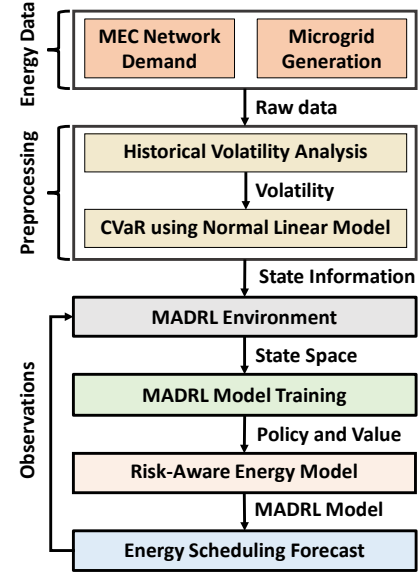 Energy Data
MEC Network
Demand
Microgrid
Generation
Raw data
Preprocessing
Historical Volatility Analysis
Volatility
CVaR using Normal Linear Model
State Information
MADRL Environment
State Space
MADRL Model Training
Policy and Value
Observations
Risk-Aware Energy Model
MADRL Model
Energy Scheduling Forecast